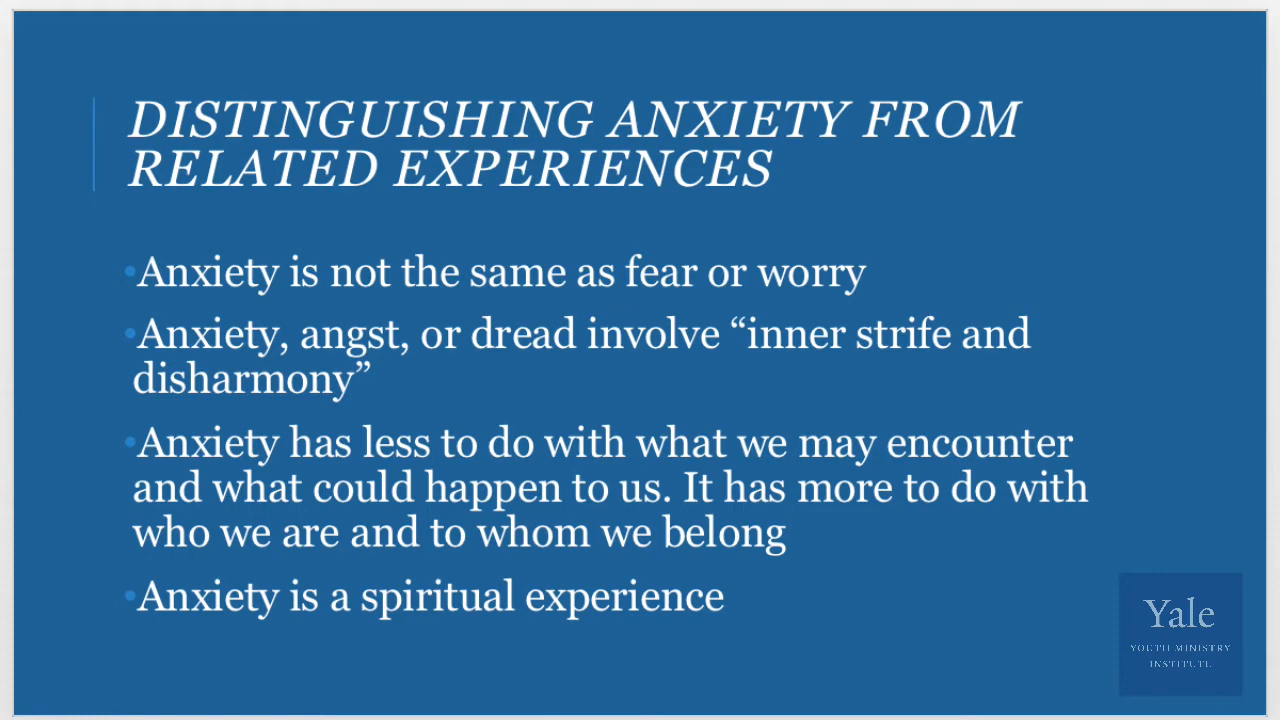 DISTINGUISHING ANXIETY FROM
RELATED EXPERIENCES
•Anxiety is not the same as fear or worry
•Anxiety, angst, or dread involve “inner strife and
disharmony”
•Anxiety has less to do with what we may encounter
and what could happen to us. It has more to do with
who we are and to whom we belong
•Anxiety is a spiritual experience
Yale
YOUTH MINISTRY
INSTITUTE